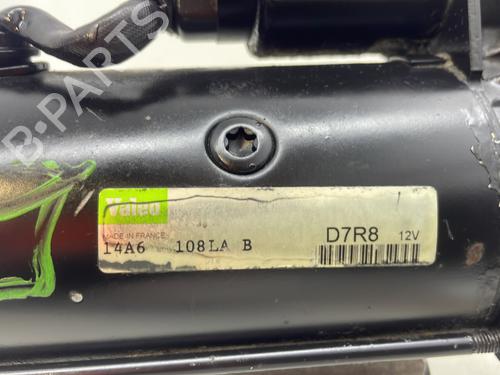 B-PARTS
Valeo
MADE IN FRANCE
14A6 108LA B
D7R8 12V